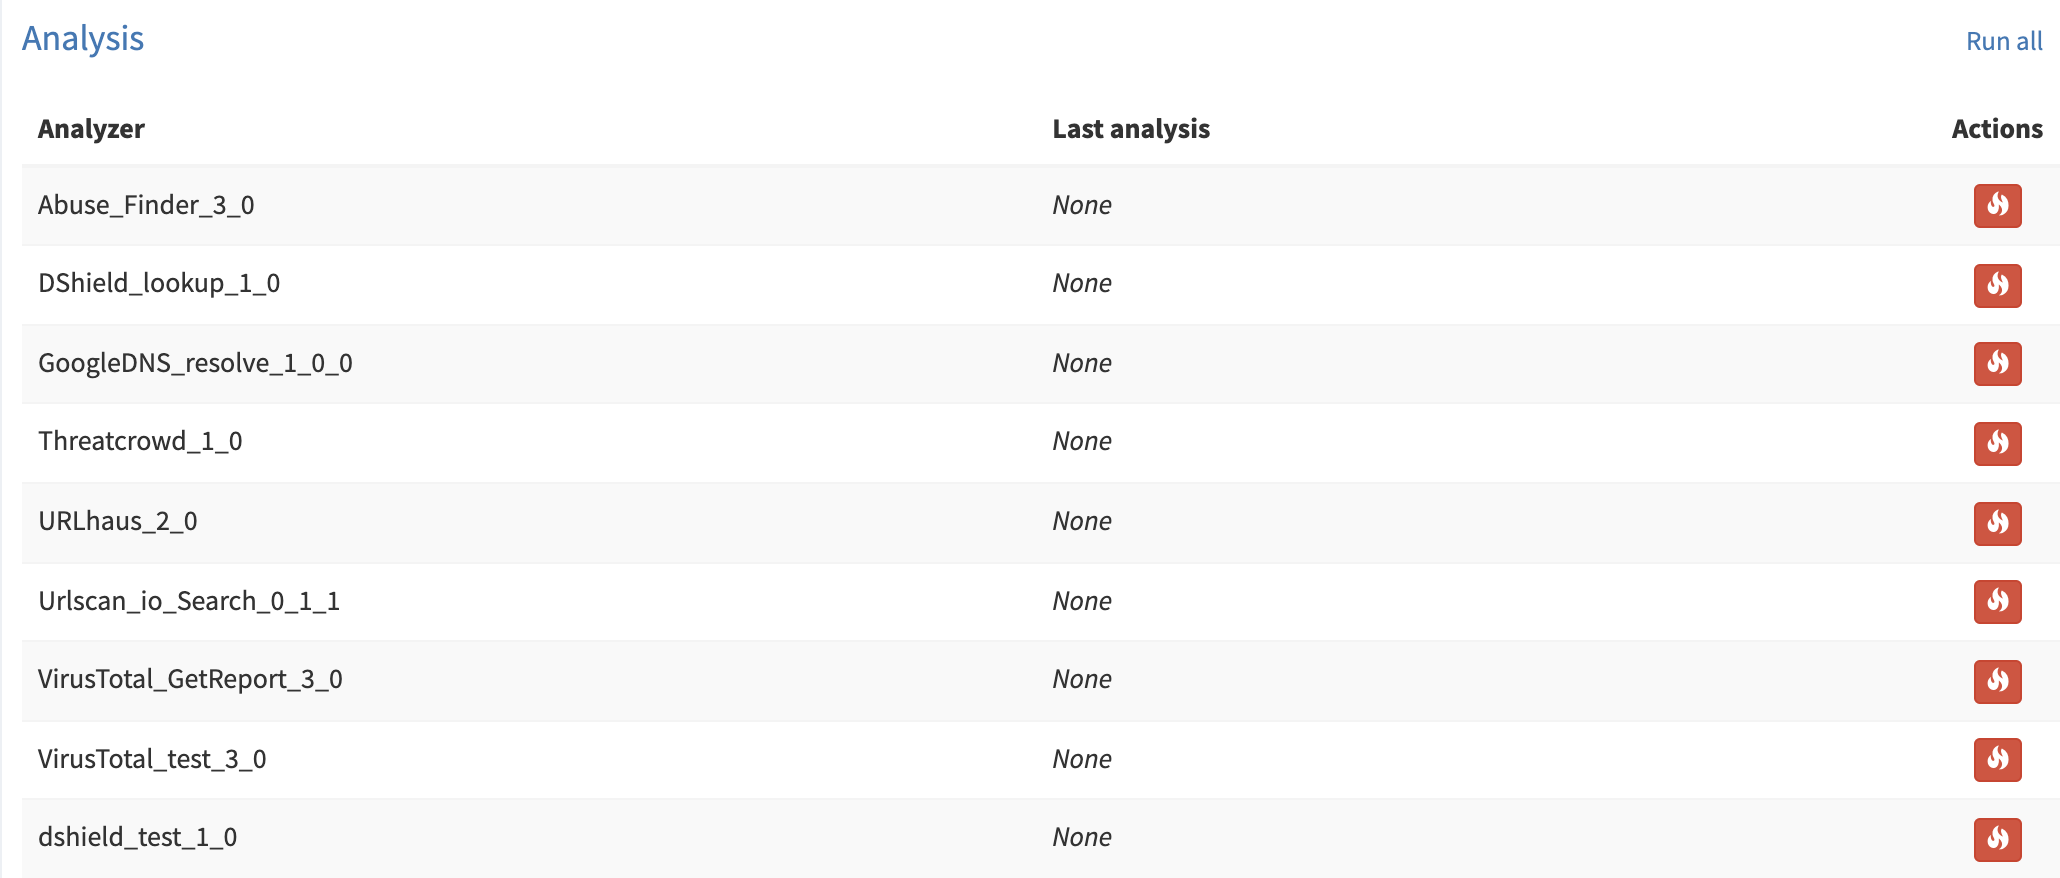 Analysis Run all
Analyzer Last analysis Actions
Abuse_Finder_3_0 None
DShield_lookup_1_0 None
GoogleDNS_resolve_1_0_0 None
Threatcrowd_1_0 None
URLhaus_2_0 None
Urlscan_io_Search_0_1_1 None
VirusTotal_GetReport_3_0 None
VirusTotal_test_3_0 None
dshield_test_1_0 None